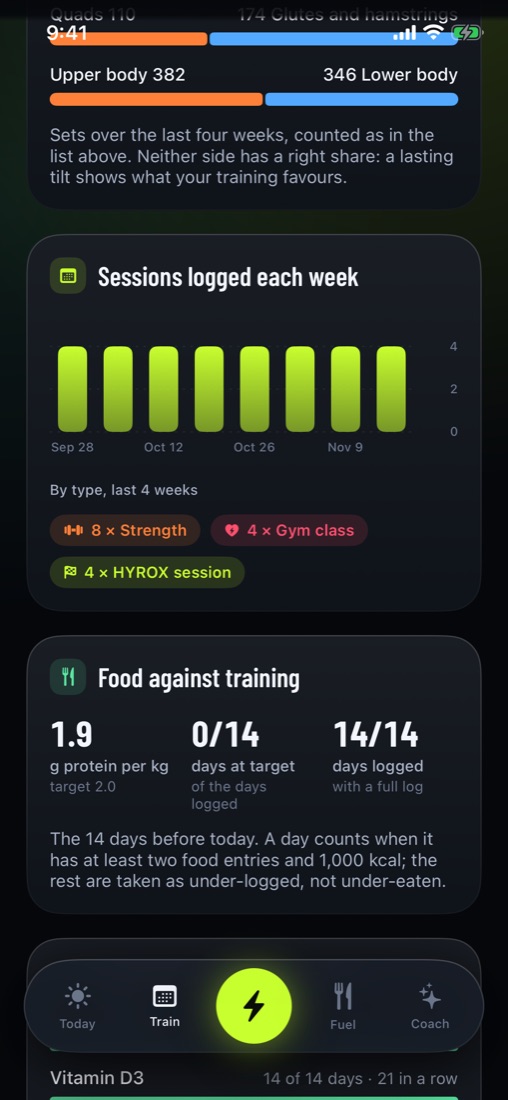 Quads 110 174 Glutes and hamstrings
9:41
Upper body 382 346 Lower body
Sets over the last four weeks, counted as in the
list above. Neither side has a right share: a lasting
tilt shows what your training favours.
Sessions logged each week
4
2
0
Sep 28 Oct 12 Oct 26 Nov 9
By type, last 4 weeks
8 × Strength 4 × Gym class
4 × HYROX session
Food against training
1.9 0/14 14/14
g protein per kg days at target days logged
target 2.0 of the days with a full log
logged
The 14 days before today. A day counts when it
has at least two food entries and 1,000 kcal; the
rest are taken as under-logged, not under-eaten.
Today Train Fuel Coach
Vitamin D3 14 of 14 days · 21 in a row